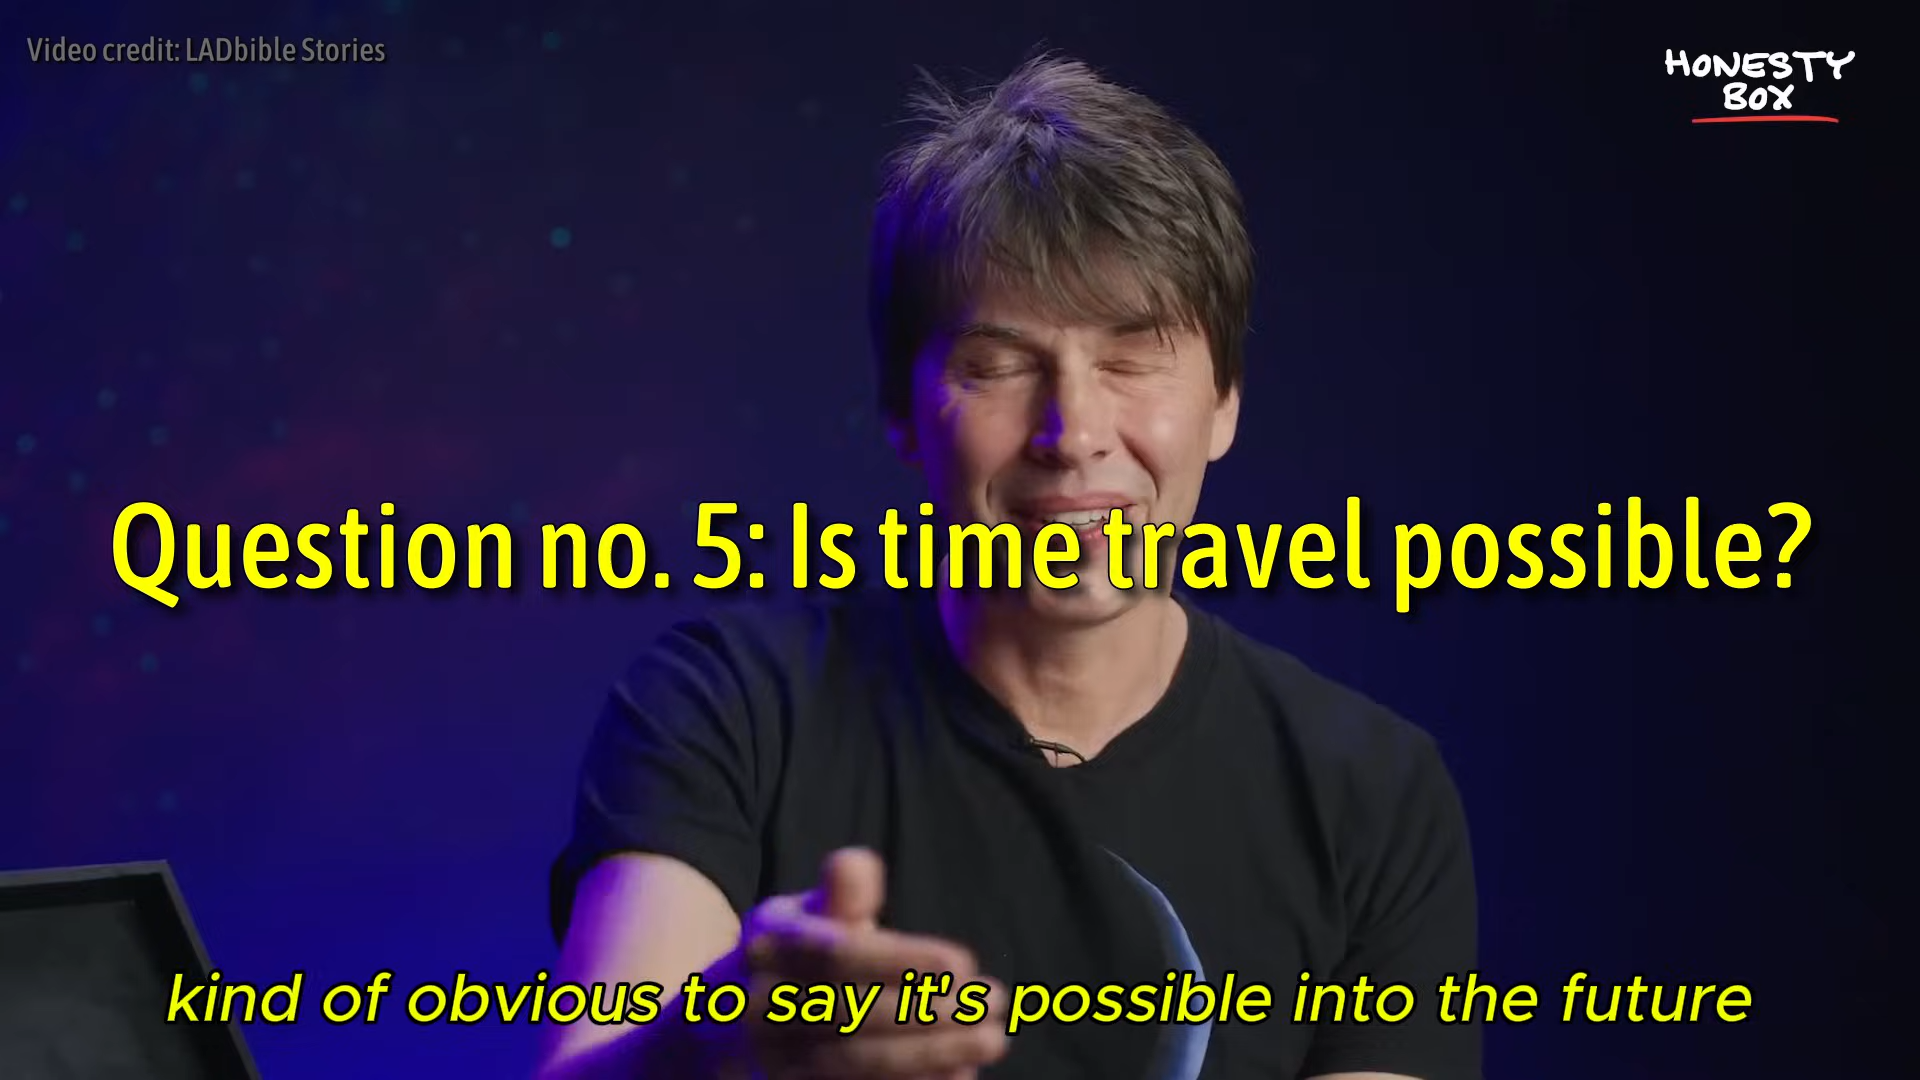 Video credit: LADbible Stories
HONESTY
BOX
Question no. 5: Is time travel possible?
kind of obvious to say it's possible into the future